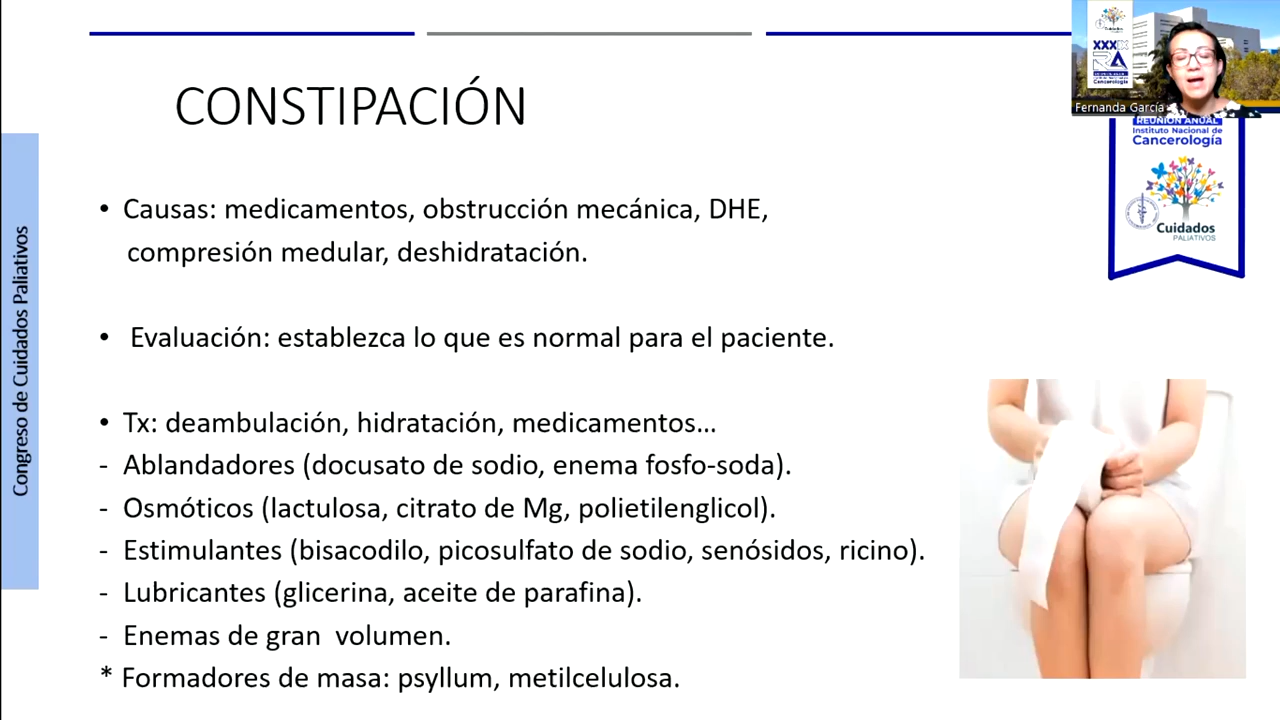 CONSTIPACIÓN
• Causas: medicamentos, obstrucción mecánica, DHE,
compresión medular, deshidratación.
• Evaluación: establezca lo que es normal para el paciente.
• Tx: deambulación, hidratación, medicamentos...
- Ablandadores (docusato de sodio, enema fosfo-soda).
- Osmóticos (lactulosa, citrato de Mg, polietilenglicol).
- Estimulantes (bisacodilo, picosulfato de sodio, senósidos, ricino).
- Lubricantes (glicerina, aceite de parafina).
- Enemas de gran volumen.
* Formadores de masa: psyllum, metilcelulosa.
Congreso de Cuidados Paliativos
Fernanda García
REUNIÓN ANUAL
Instituto Nacional de
Cancerología
Cuidados
PALIATIVOS